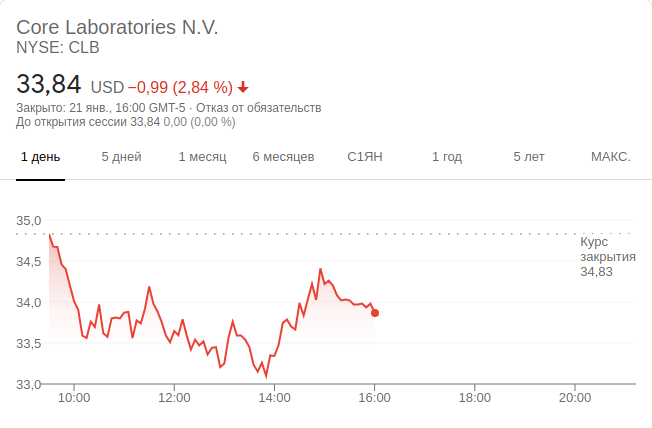 Core Laboratories N.V.
NYSE: CLB
33,84 USD −0,99 (2,84 %)
Закрыто: 21 янв., 16:00 GMT-5 · Отказ от обязательств
До открытия сессии 33,84 0,00 (0,00 %)
1 день 5 дней 1 месяц 6 месяцев С1ЯН 1 год 5 лет МАКС.
35,0
Курс
закрытия
34,83
34,5
34,0
33,5
33,0
10:00 12:00 14:00 16:00 18:00 20:00